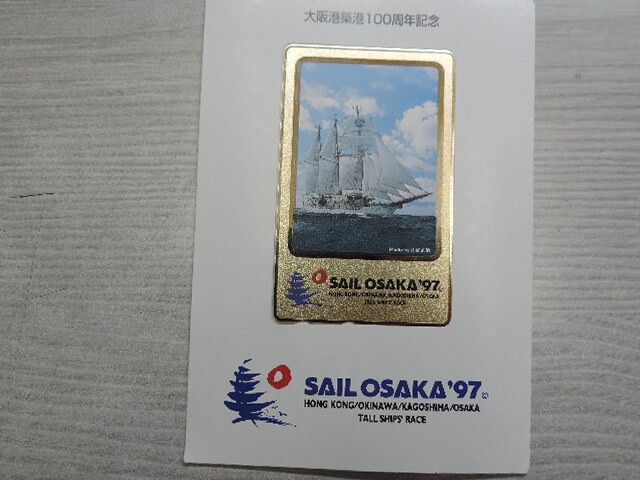 大阪港築港100周年記念
SAIL OSAKA'97
HONG KONG/OKINAWA/KAGOSHIMA/OSAKA
TALL SHIPS' RACE
SAIL OSAKA'97©
HONG KONG/OKINAWA/KAGOSHIMA/OSAKA
TALL SHIPS' RACE